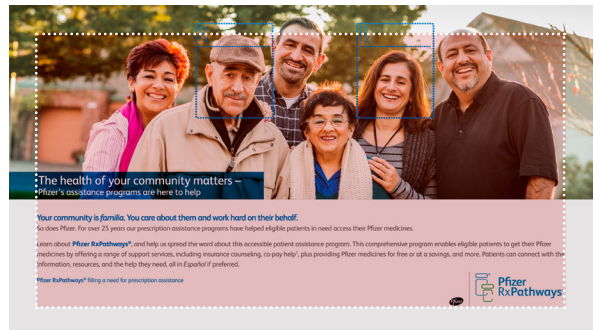 The health of your community matters –
Pfizer's assistance programs are here to help
Your community is familia. You care about them and work hard on their behalf.
So does Pfizer. For over 25 years our prescription assistance programs have helped eligible patients in need access their Pfizer medicines.
Learn about Pfizer RxPathways®, and help us spread the word about this accessible patient assistance program. This comprehensive program enables eligible patients to get their Pfizer
medicines by offering a range of support services, including insurance counseling, co-pay help¹, plus providing Pfizer medicines for free or at a savings, and more. Patients can connect with the
information, resources, and the help they need, all in Español if preferred.
Pfizer RxPathways® filling a need for prescription assistance
Pfizer
Pfizer
RxPathways